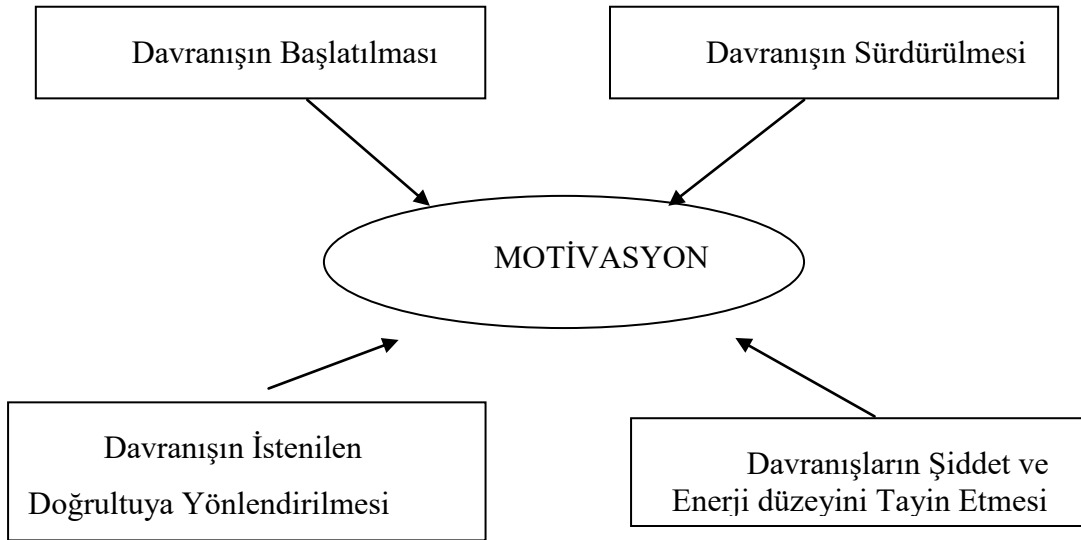 Davranışın Başlatılması
Davranışın Sürdürülmesi
MOTİVASYON
Davranışın İstenilen
Doğrultuya Yönlendirilmesi
Davranışların Şiddet ve
Enerji düzeyini Tayin Etmesi